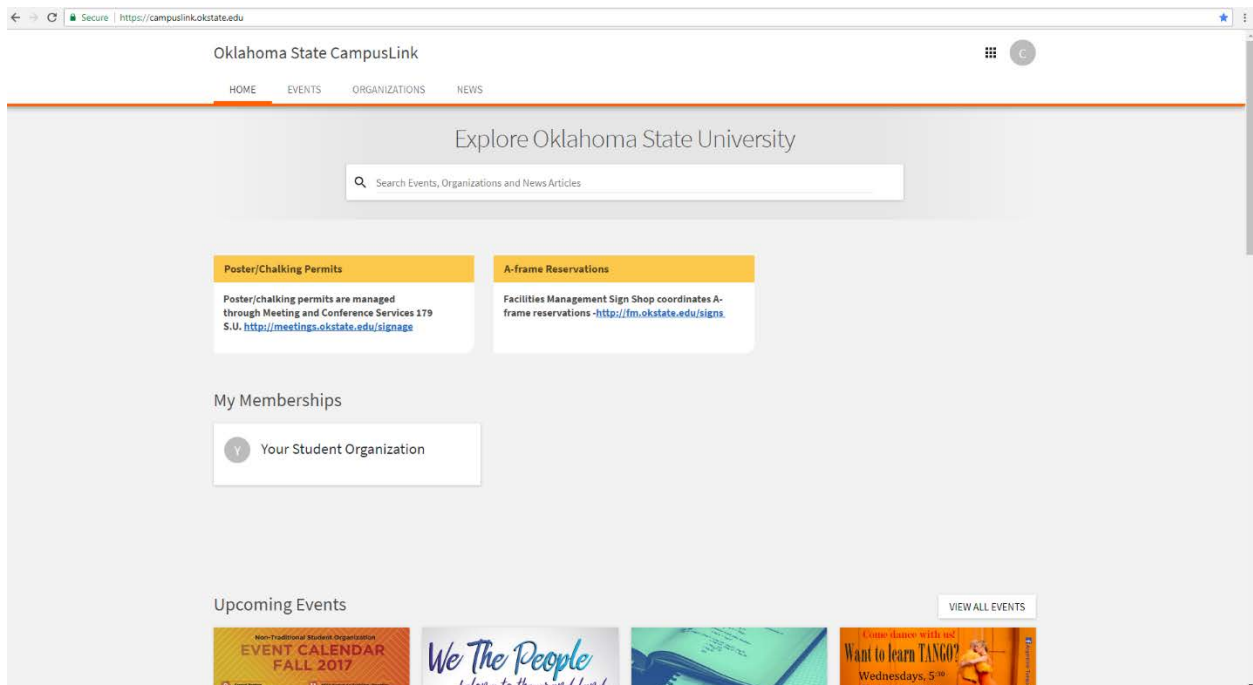 Secure | https://campuslink.okstate.edu
Oklahoma State CampusLink
C
HOME EVENTS ORGANIZATIONS NEWS
Explore Oklahoma State University
Search Events, Organizations and News Articles
Poster/Chalking Permits
Poster/chalking permits are managed
through Meeting and Conference Services 179
S.U. http://meetings.okstate.edu/signage
A-frame Reservations
Facilities Management Sign Shop coordinates A-
frame reservations -http://fm.okstate.edu/signs
My Memberships
Y Your Student Organization
Upcoming Events
VIEW ALL EVENTS
Non-Traditional Student Organization
EVENT CALENDAR
FALL 2017
We The People
Come dance with us!
Want to learn TANGO?
Wednesdays, 5:30